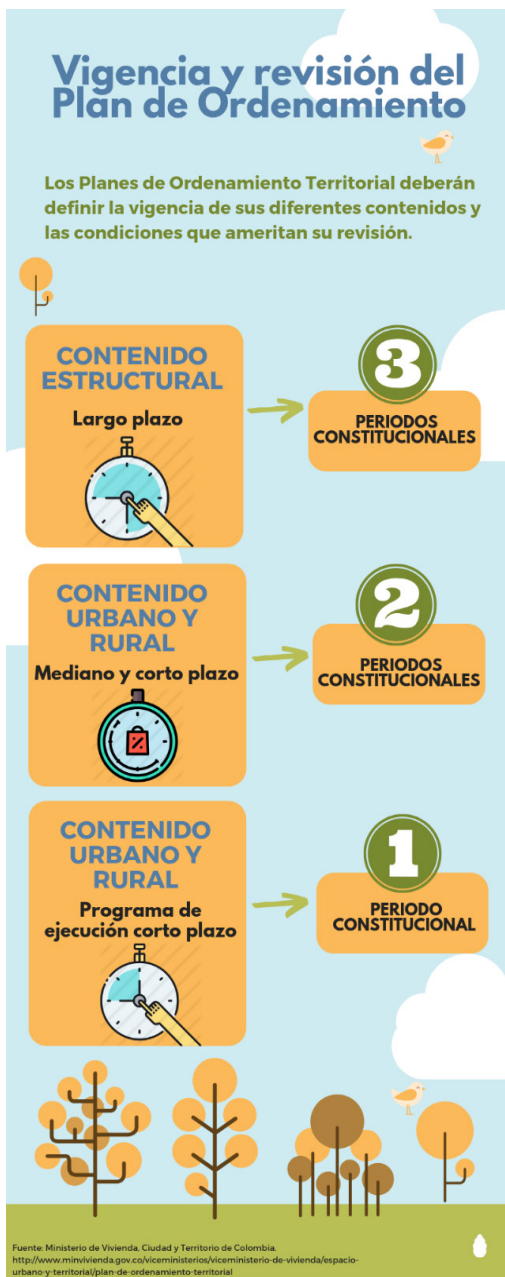 Vigencia y revisión del
Plan de Ordenamiento
Los Planes de Ordenamiento Territorial deberán
definir la vigencia de sus diferentes contenidos y
las condiciones que ameritan su revisión.
CONTENIDO
ESTRUCTURAL
Largo plazo
3
PERIODOS
CONSTITUCIONALES
CONTENIDO
URBANO Y
RURAL
Mediano y corto plazo
%
2
PERIODOS
CONSTITUCIONALES
CONTENIDO
URBANO Y
RURAL
Programa de
ejecución corto plazo
1
PERIODO
CONSTITUCIONAL
Fuente: Ministerio de Vivienda, Ciudad y Territorio de Colombia.
http://www.minvivienda.gov.co/viceministerios/viceministerio-de-vivienda/espacio-
urbano-y-territorial/plan-de-ordenamiento-territorial